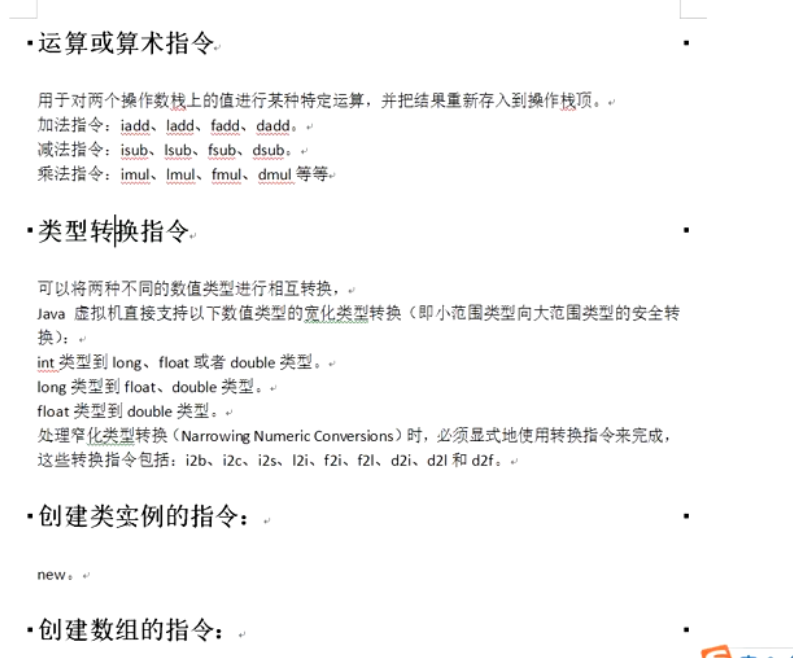 运算或算术指令
用于对两个操作数栈上的值进行某种特定运算，并把结果重新存入到操作栈顶。
加法指令：iadd、ladd、fadd、dadd。
减法指令：isub、lsub、fsub、dsub。
乘法指令：imul、lmul、fmul、dmul 等等
类型转换指令
可以将两种不同的数值类型进行相互转换，
Java 虚拟机直接支持以下数值类型的宽化类型转换（即小范围类型向大范围类型的安全转
换）：
int 类型到 long、float 或者 double 类型。
long 类型到 float、double 类型。
float 类型到 double 类型。
处理窄化类型转换（Narrowing Numeric Conversions）时，必须显式地使用转换指令来完成，
这些转换指令包括：i2b、i2c、i2s、l2i、f2i、f2l、d2i、d2l 和 d2f。
创建类实例的指令：
new。
创建数组的指令：